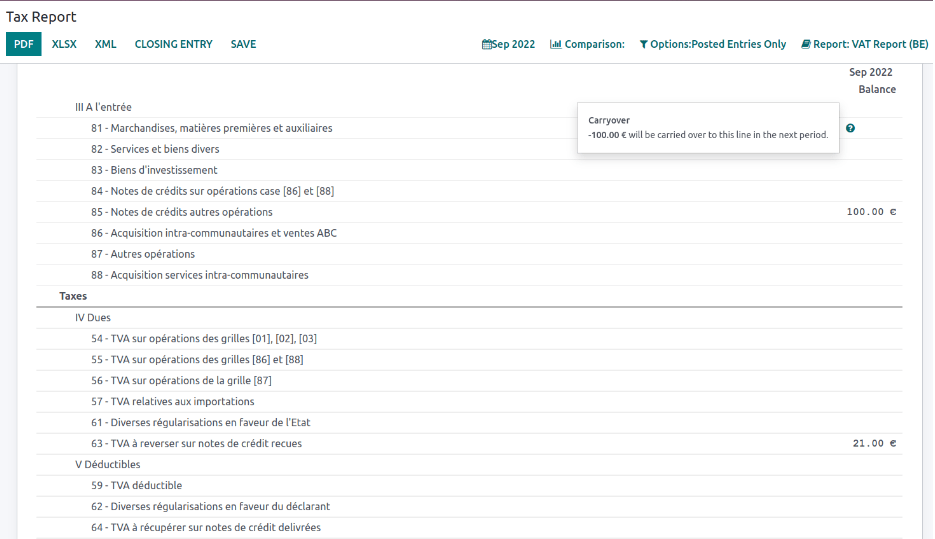 Tax Report
PDF XLSX XML CLOSING ENTRY SAVE Sep 2022 Comparison: Options:Posted Entries Only Report: VAT Report (BE)
Sep 2022
Balance
III A l'entrée
Carryover
-100.00 € will be carried over to this line in the next period.
81 - Marchandises, matières premières et auxiliaires
82 - Services et biens divers
83 - Biens d'investissement
84 - Notes de crédits sur opérations case [86] et [88]
85 - Notes de crédits autres opérations 100.00 €
86 - Acquisition intra-communautaires et ventes ABC
87 - Autres opérations
88 - Acquisition services intra-communautaires
Taxes
IV Dues
54 - TVA sur opérations des grilles [01], [02], [03]
55 - TVA sur opérations des grilles [86] et [88]
56 - TVA sur opérations de la grille [87]
57 - TVA relatives aux importations
61 - Diverses régularisations en faveur de l'Etat
63 - TVA à reverser sur notes de crédit recues 21.00 €
V Déductibles
59 - TVA déductible
62 - Diverses régularisations en faveur du déclarant
64 - TVA à récupérer sur notes de crédit delivrées